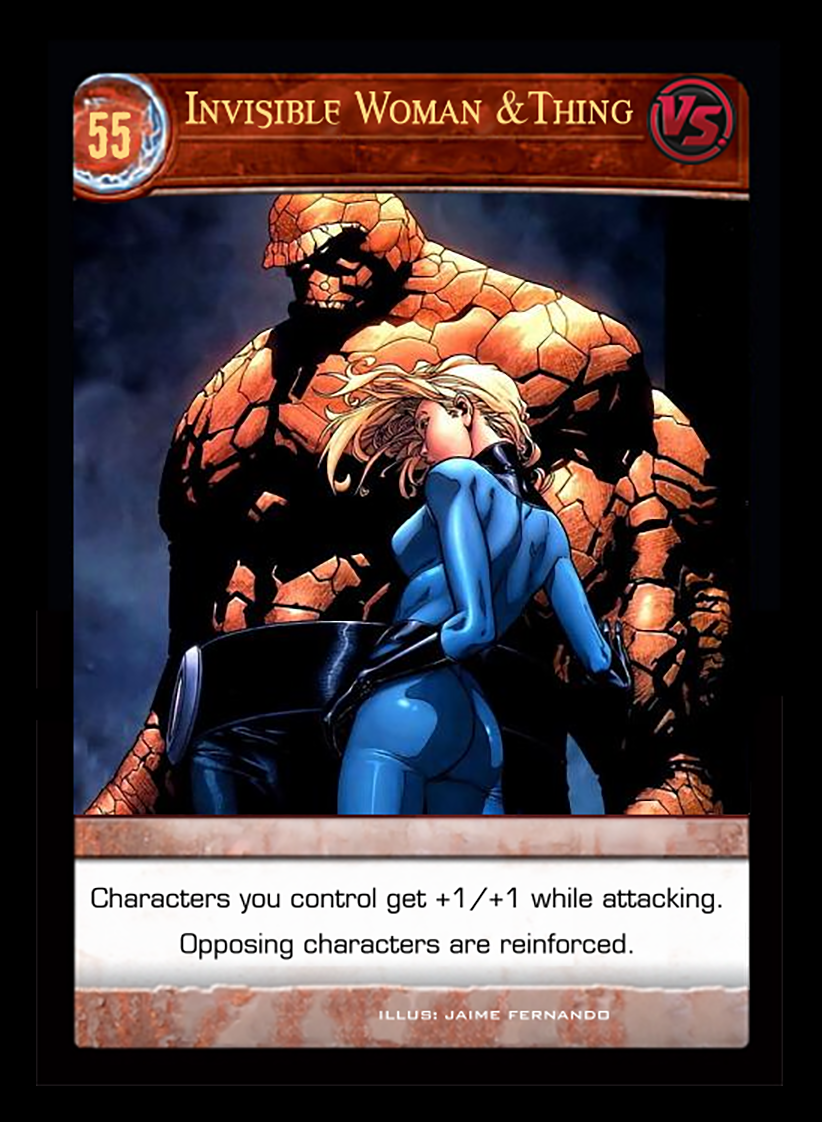 55
Invisible Woman &Thing
VS.
Characters you control get +1/+1 while attacking.
Opposing characters are reinforced.
ILLUS: JAIME FERNANDO